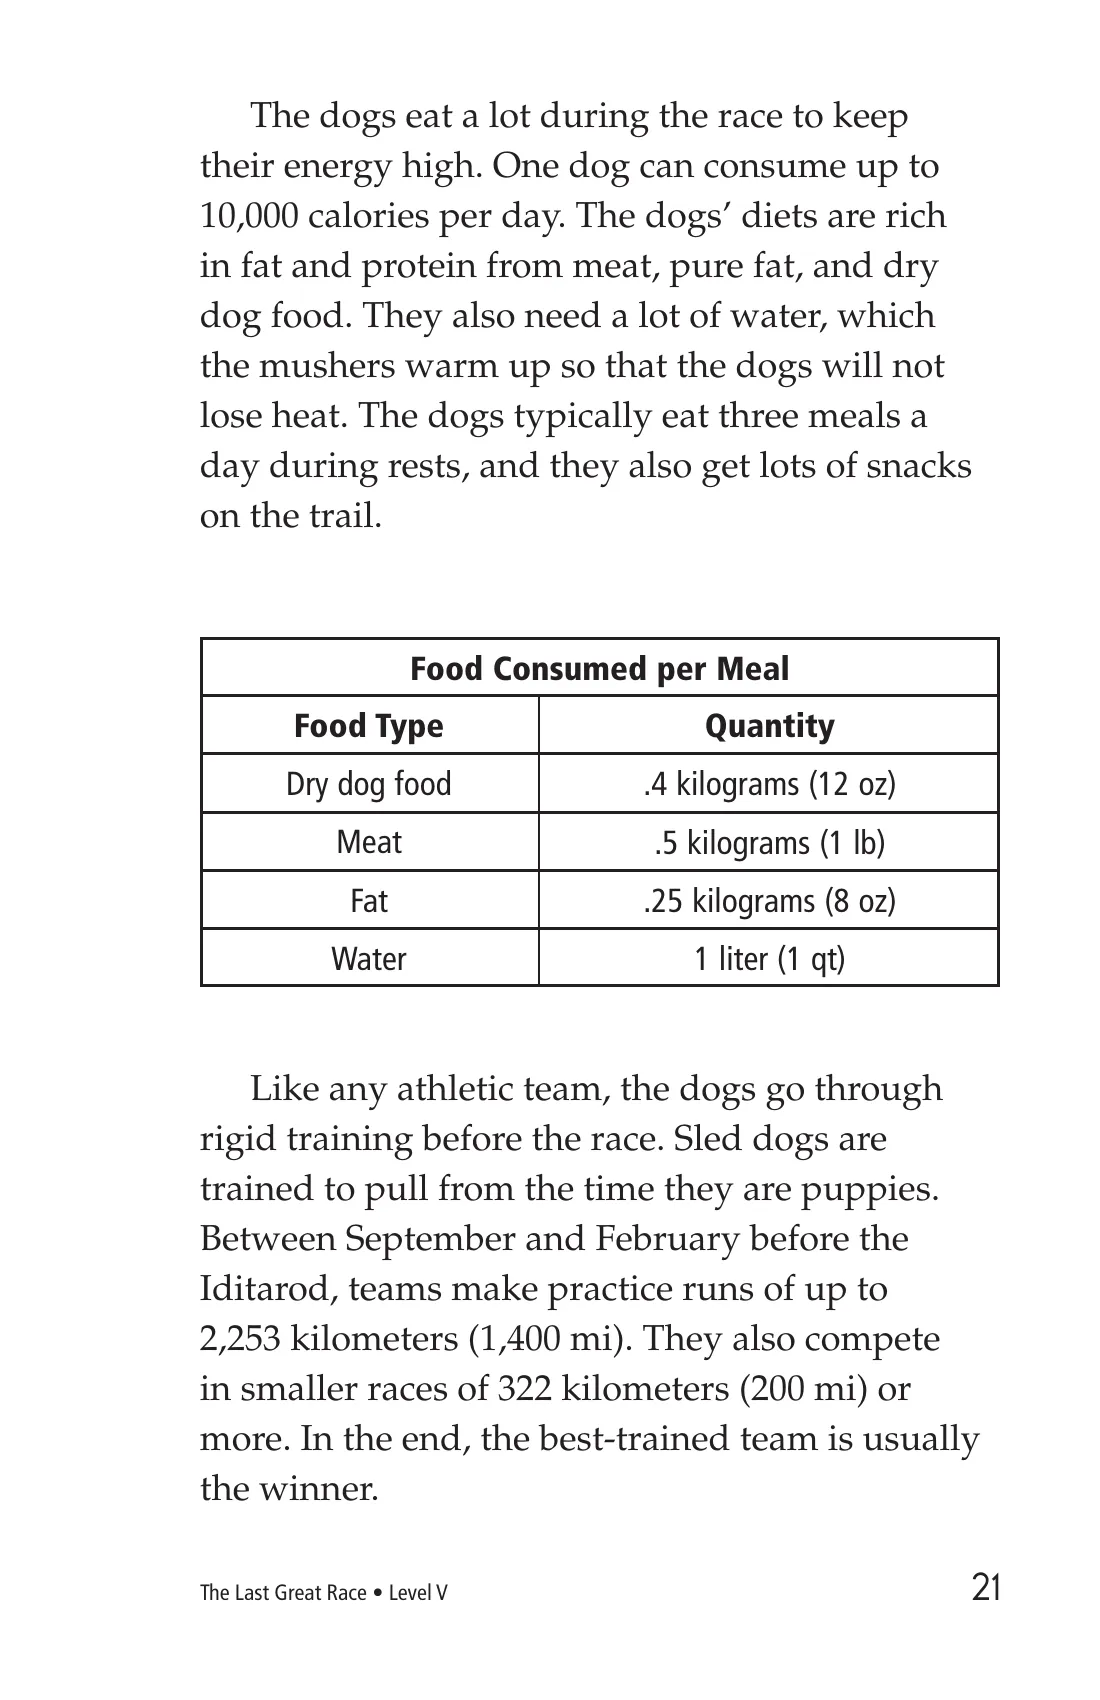 The dogs eat a lot during the race to keep
their energy high. One dog can consume up to
10,000 calories per day. The dogs’ diets are rich
in fat and protein from meat, pure fat, and dry
dog food. They also need a lot of water, which
the mushers warm up so that the dogs will not
lose heat. The dogs typically eat three meals a
day during rests, and they also get lots of snacks
on the trail.
Food Consumed per Meal
Food Type Quantity
Dry dog food .4 kilograms (12 oz)
Meat .5 kilograms (1 lb)
Fat .25 kilograms (8 oz)
Water 1 liter (1 qt)
Like any athletic team, the dogs go through
rigid training before the race. Sled dogs are
trained to pull from the time they are puppies.
Between September and February before the
Iditarod, teams make practice runs of up to
2,253 kilometers (1,400 mi). They also compete
in smaller races of 322 kilometers (200 mi) or
more. In the end, the best-trained team is usually
the winner.
The Last Great Race • Level V 21